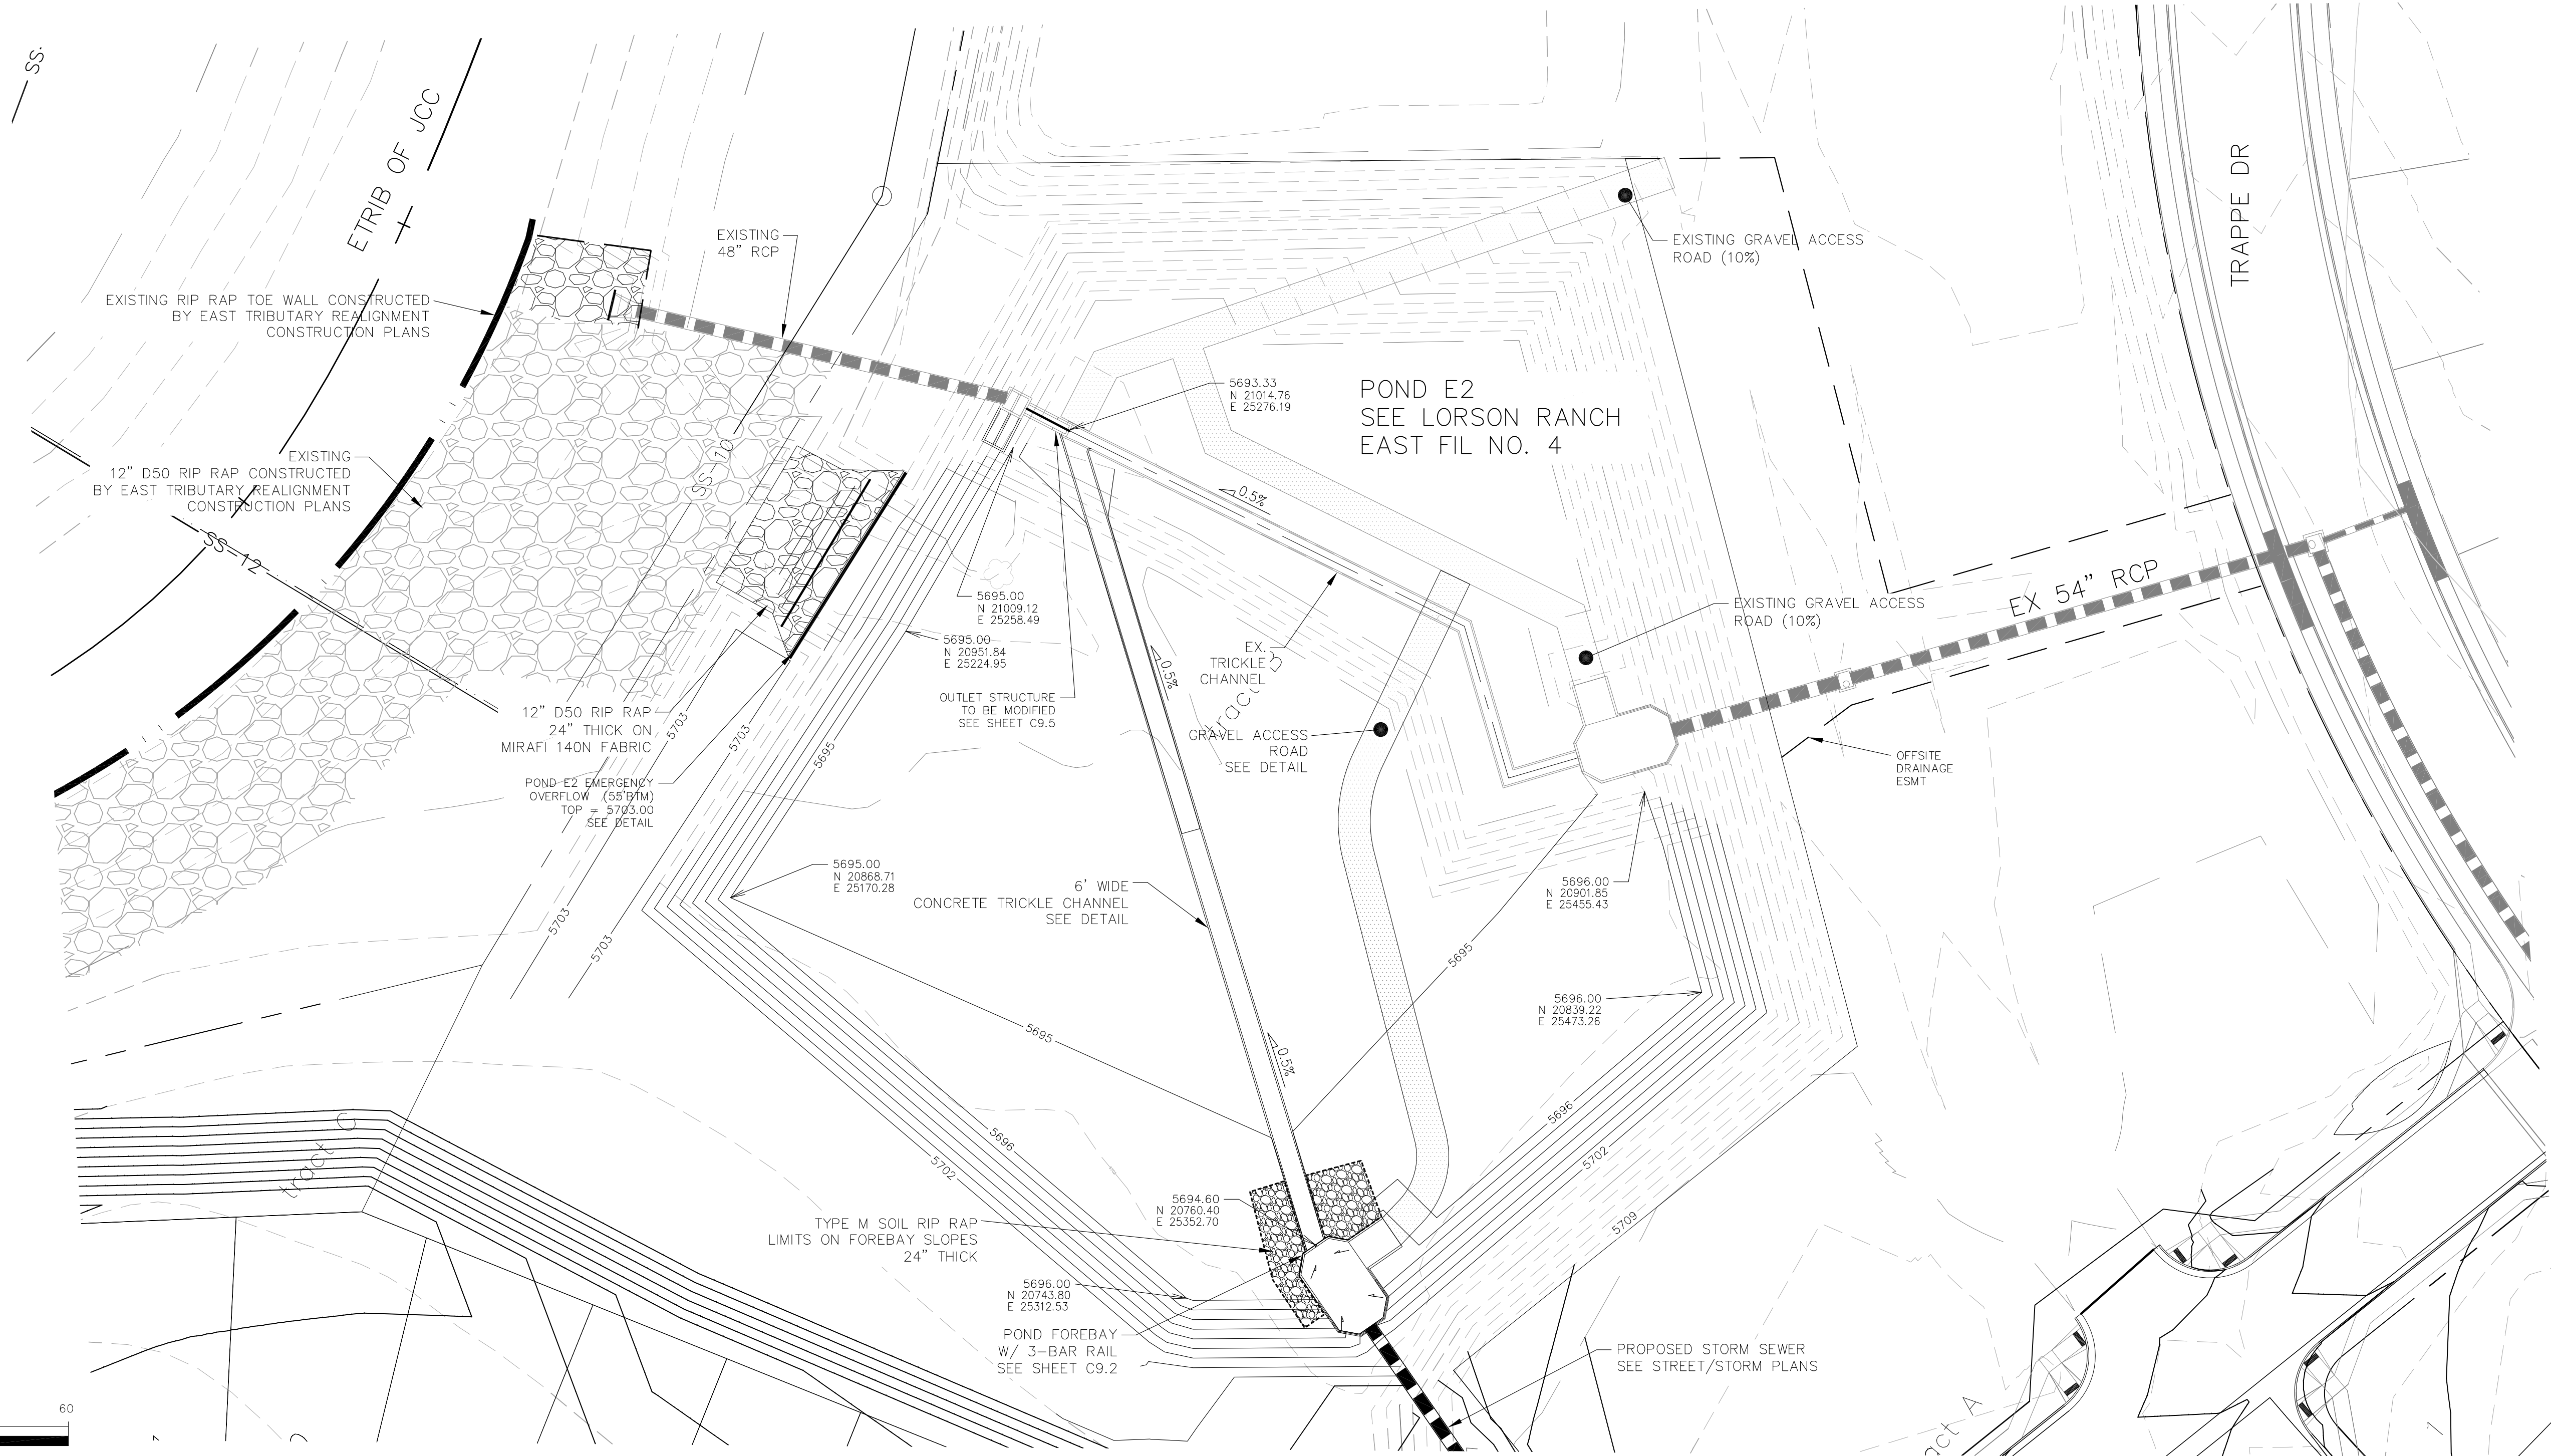 SS.
ETRIB OF JCC
EXISTING
48" RCP
EXISTING RIP RAP TOE WALL CONSTRUCTED
BY EAST TRIBUTARY REALIGNMENT
CONSTRUCTION PLANS
EXISTING
12" D50 RIP RAP CONSTRUCTED
BY EAST TRIBUTARY REALIGNMENT
CONSTRUCTION PLANS
SS-10
SS-12
EXISTING GRAVEL ACCESS
ROAD (10%)
TRAPPE DR
5693.33
N 21014.76
E 25276.19
POND E2
SEE LORSON RANCH
EAST FIL NO. 4
0.5%
5695.00
N 21009.12
E 25258.49
5695.00
N 20951.84
E 25224.95
OUTLET STRUCTURE
TO BE MODIFIED
SEE SHEET C9.5
0.5%
EX.
TRICKLE
CHANNEL
tract B
GRAVEL ACCESS
ROAD
SEE DETAIL
EXISTING GRAVEL ACCESS
ROAD (10%)
EX 54" RCP
OFFSITE
DRAINAGE
ESMT
12" D50 RIP RAP
24" THICK ON
MIRAFI 140N FABRIC
5703
5703
5695
POND E2 EMERGENCY
OVERFLOW (55'BTM)
TOP = 5703.00
SEE DETAIL
5695.00
N 20868.71
E 25170.28
6' WIDE
CONCRETE TRICKLE CHANNEL
SEE DETAIL
5696.00
N 20901.85
E 25455.43
5703
5703
5695
5695
5696.00
N 20839.22
E 25473.26
0.5%
tract C
5696
5702
5696
5702
5709
5694.60
N 20760.40
E 25352.70
TYPE M SOIL RIP RAP
LIMITS ON FOREBAY SLOPES
24" THICK
5696.00
N 20743.80
E 25312.53
POND FOREBAY
W/ 3-BAR RAIL
SEE SHEET C9.2
PROPOSED STORM SEWER
SEE STREET/STORM PLANS
60
act A
1